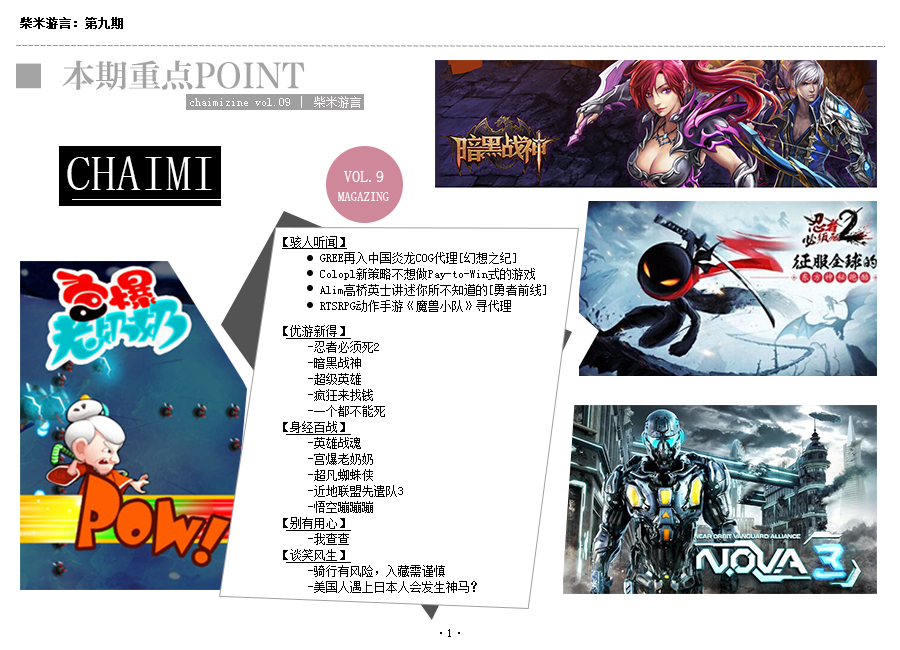 柴米游言：第九期
本期重点POINT
chaimizine vol.09 | 柴米游言
CHAIMI
VOL.9
MAGAZING
暗黑战神
忍者必须死2
征服全球的
宫爆老奶奶
POW!
【骇人听闻】
● GREE再入中国炎龙COG代理[幻想之纪]
● Colopl新策略不想做Pay-to-Win式的游戏
● Alim高桥英士讲述你所不知道的[勇者前线]
● RTSRPG动作手游《魔兽小队》寻代理
【优游新得】
-忍者必须死2
-暗黑战神
-超级英雄
-疯狂来找钱
-一个都不能死
【身经百战】
-英雄战魂
-宫爆老奶奶
-超凡蜘蛛侠
-近地联盟先遣队3
-悟空蹦蹦蹦
【别有用心】
-我查查
【谈笑风生】
-骑行有风险，入藏需谨慎
-美国人遇上日本人会发生神马？
NEAR ORBIT VANGUARD ALLIANCE
N.O.V.A 3
·1·